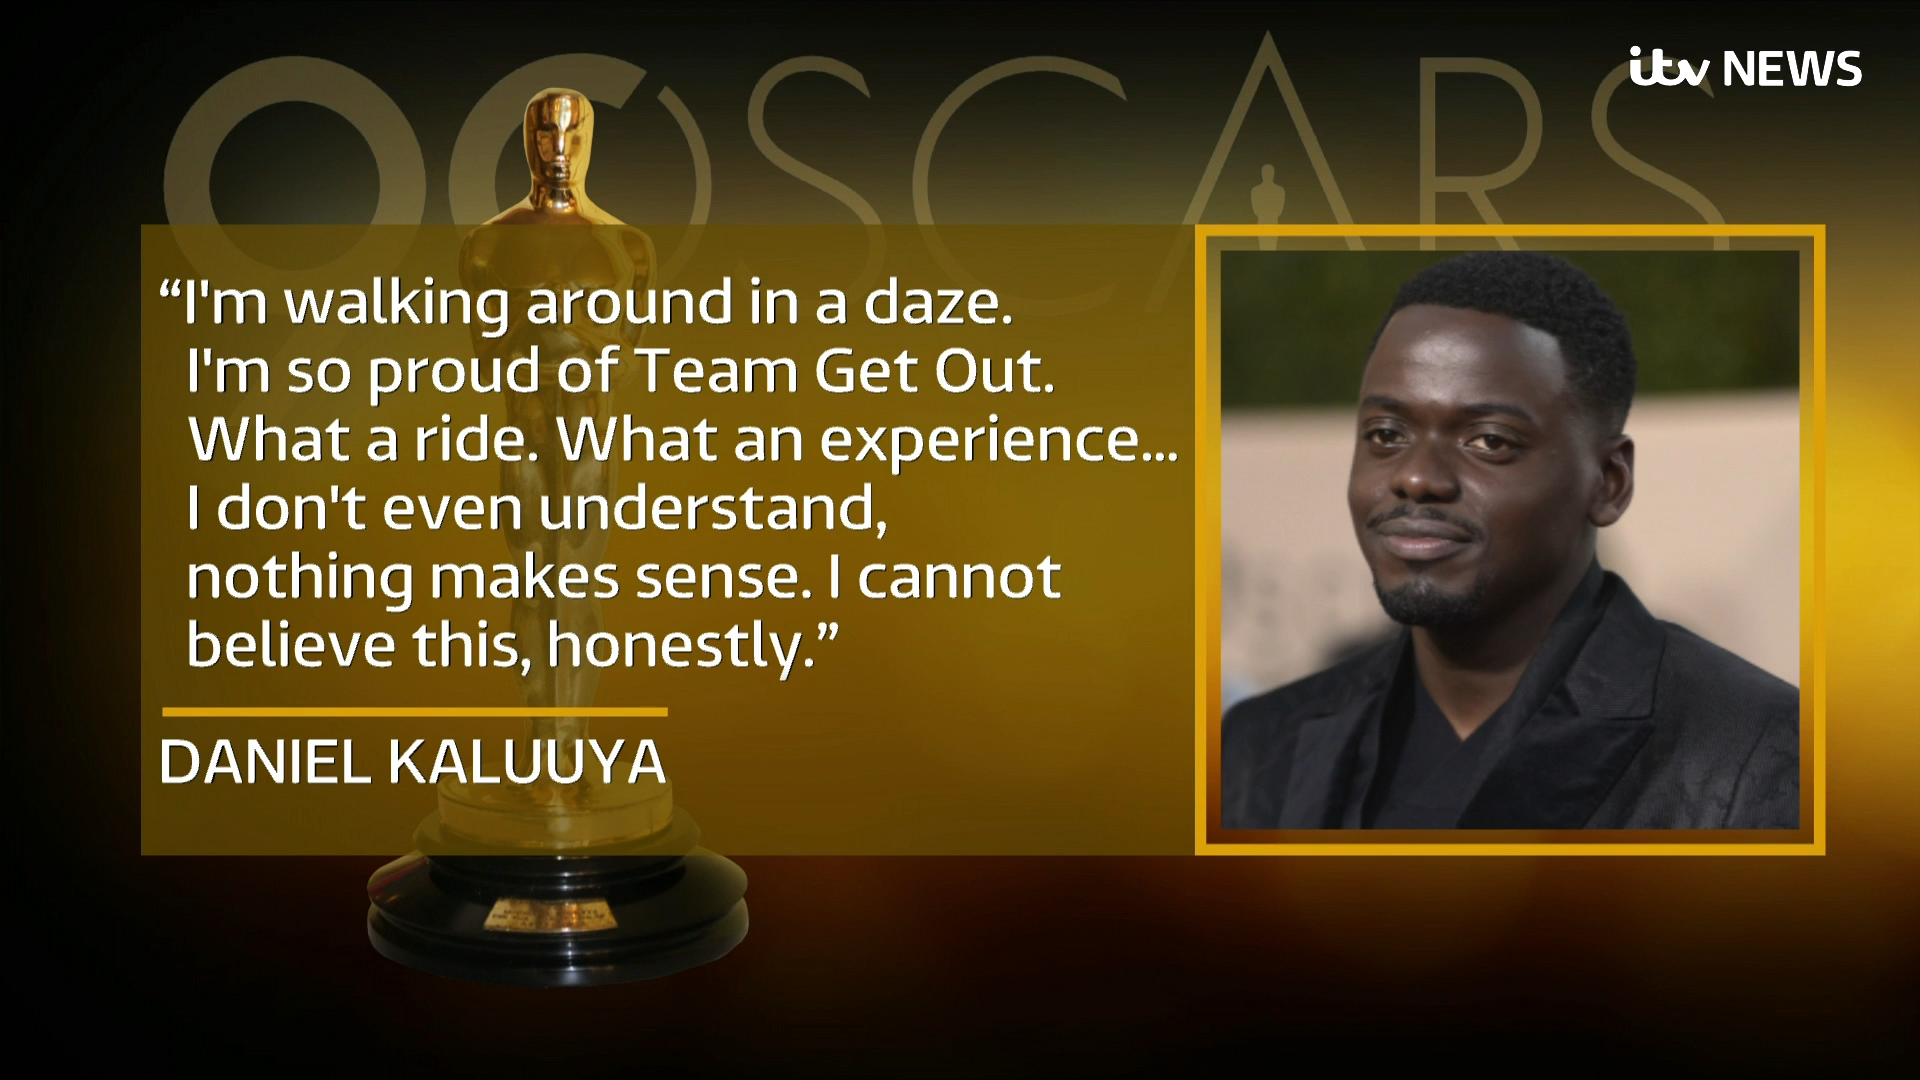 90 OSCARS
itv NEWS
“I'm walking around in a daze.
I'm so proud of Team Get Out.
What a ride. What an experience...
I don't even understand,
nothing makes sense. I cannot
believe this, honestly.”
DANIEL KALUUYA